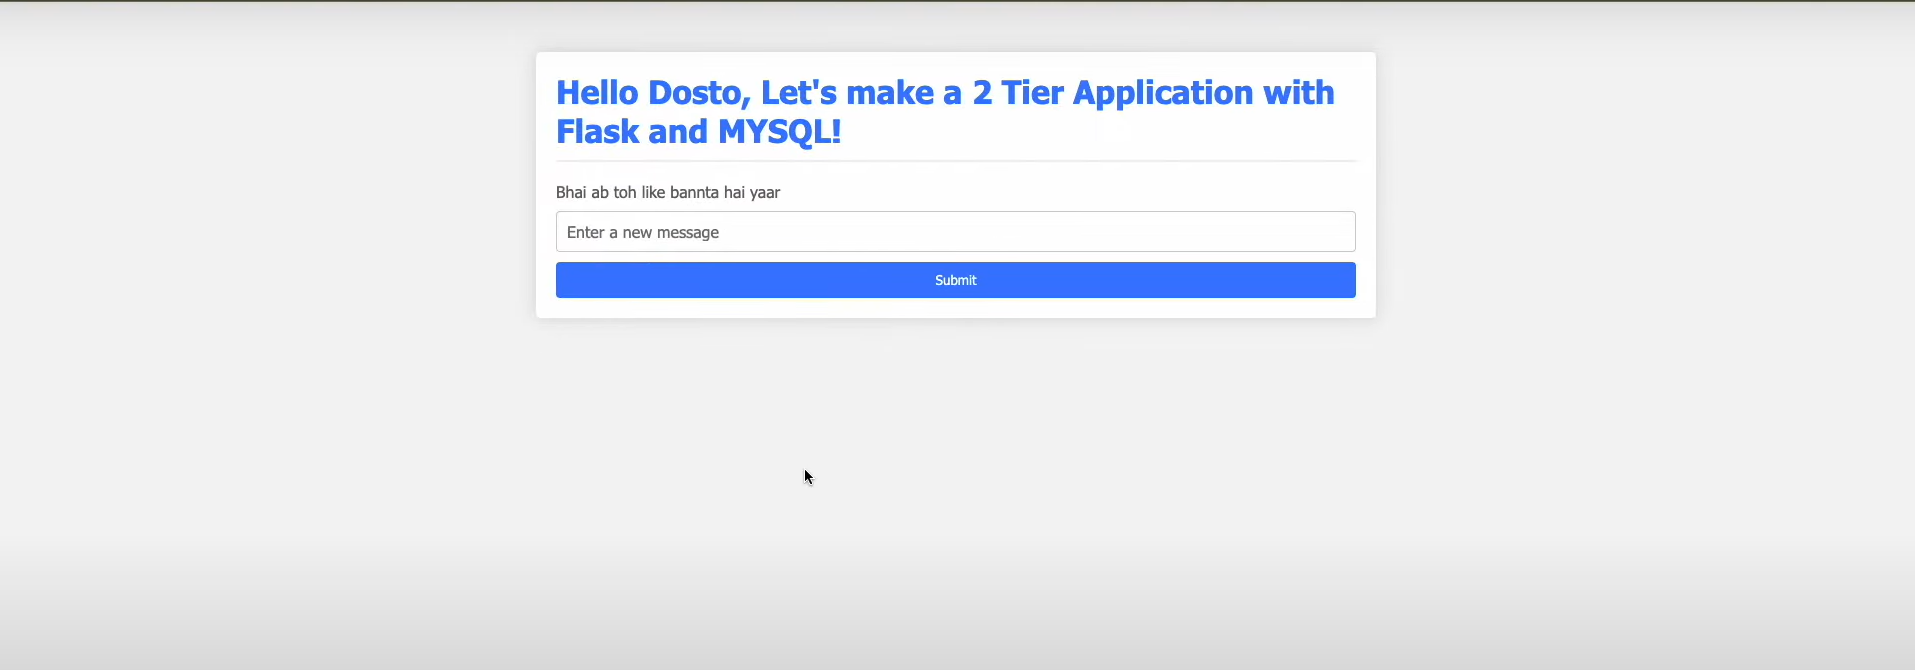 Hello Dosto, Let's make a 2 Tier Application with
Flask and MYSQL!
Bhai ab toh like bannta hai yaar
Enter a new message
Submit